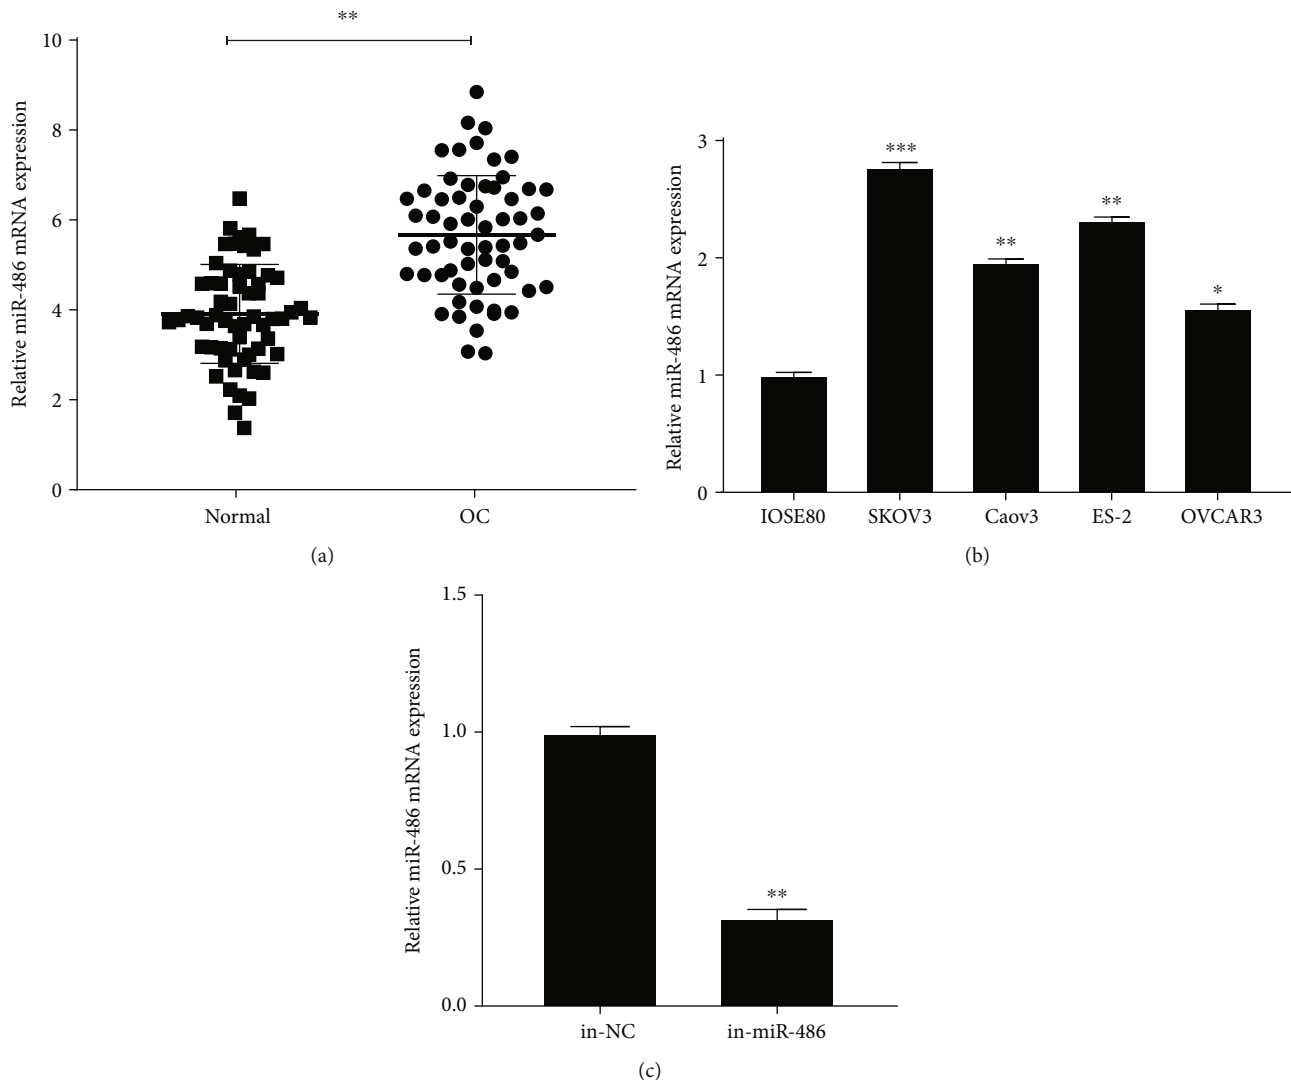 **
10
8
6
4
2
0
Relative miR-486 mRNA expression
Normal OC
(a)
3
2
1
0
Relative miR-486 mRNA expression
***
**
**
*
IOSE80 SKOV3 Caov3 ES-2 OVCAR3
(b)
1.5
1.0
0.5
0.0
Relative miR-486 mRNA expression
**
in-NC in-miR-486
(c)